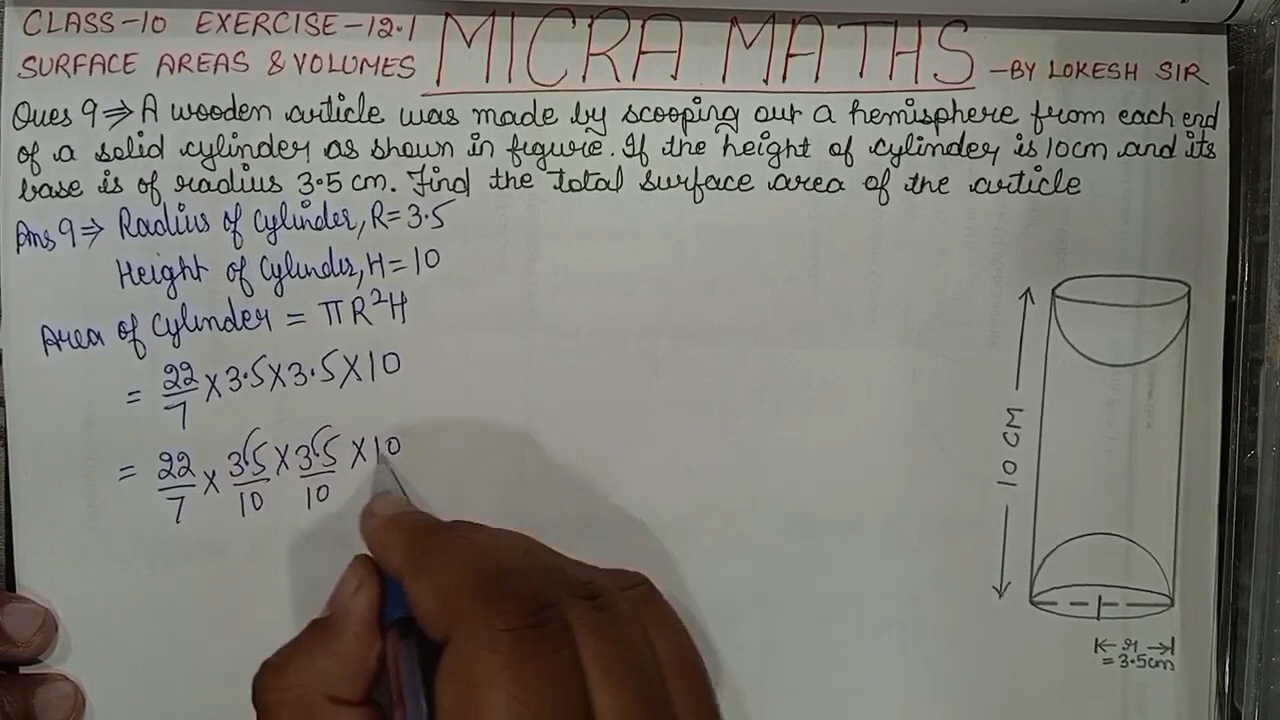 CLASS-10 EXERCISE-12.1
SURFACE AREAS & VOLUMES
MICRA MATHS
-BY LOKESH SIR
Ques 9⇒ A wooden article was made by scooping out a hemisphere from each end
of a solid cylinder as shown in figure. If the height of cylinder is 10cm and its
base is of radius 3.5 cm. Find the total surface area of the article
Ans 9⇒ Radius of Cylinder, R=3.5
Height of Cylinder, H=10
Area of Cylinder = πR²H
= 22/7 × 3.5 × 3.5 × 10
= 22/7 × 35/10 × 35/10 × 10
10 CM
r
= 3.5cm